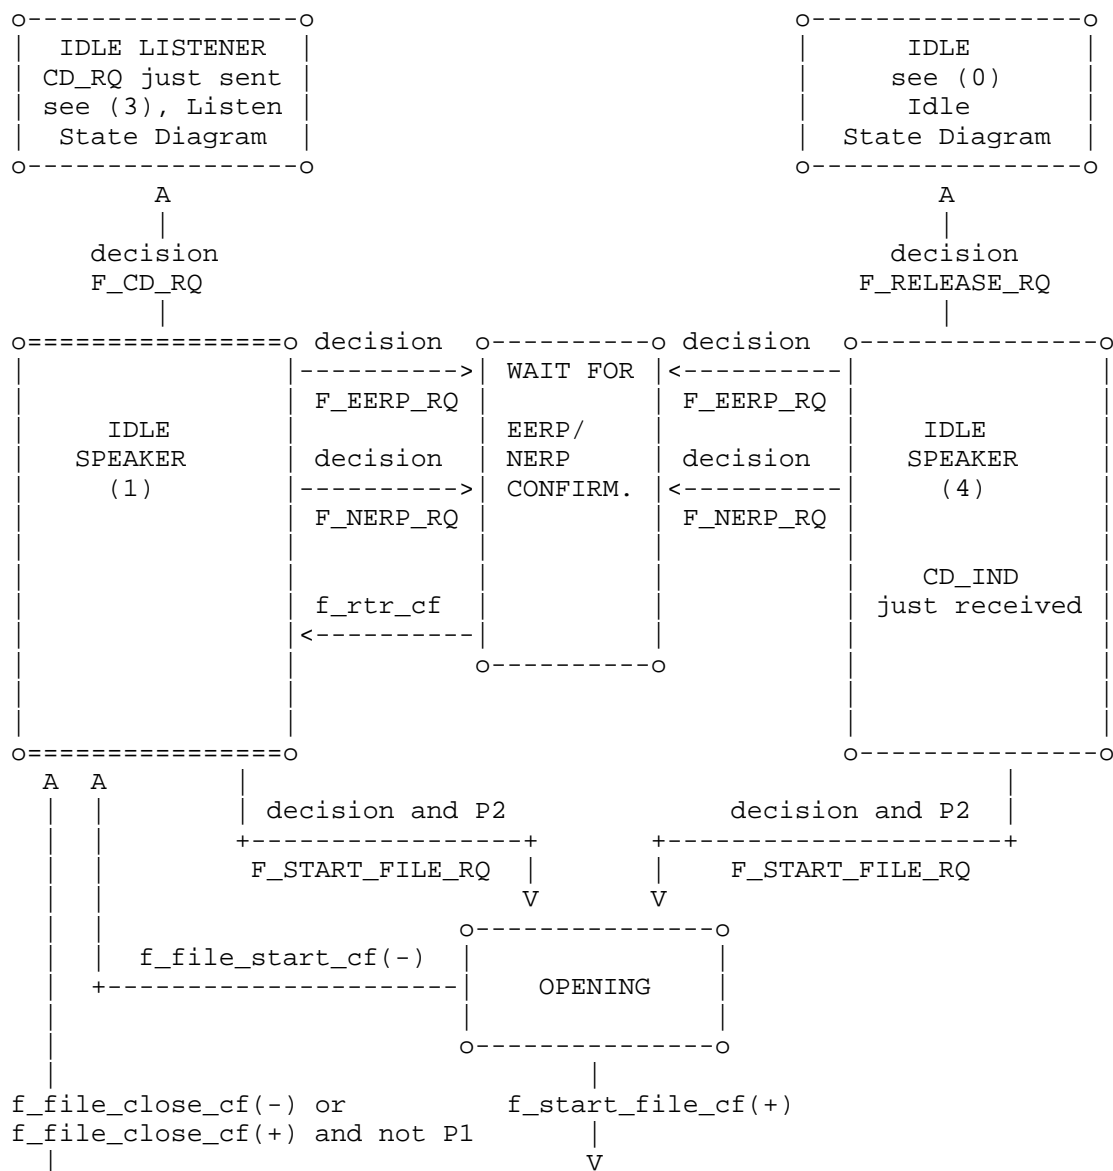 IDLE LISTENER IDLE
CD_RQ just sent see (0)
see (3), Listen Idle
State Diagram State Diagram
A A
decision decision
F_CD_RQ F_RELEASE_RQ
decision decision
WAIT FOR
F_EERP_RQ F_EERP_RQ
IDLE EERP/ IDLE
SPEAKER decision NERP decision SPEAKER
(1) CONFIRM. (4)
F_NERP_RQ F_NERP_RQ
CD_IND
f_rtr_cf just received
A A
decision and P2 decision and P2
F_START_FILE_RQ F_START_FILE_RQ
V V
f_file_start_cf(-)
OPENING
f_file_close_cf(-) or f_start_file_cf(+)
f_file_close_cf(+) and not P1
V